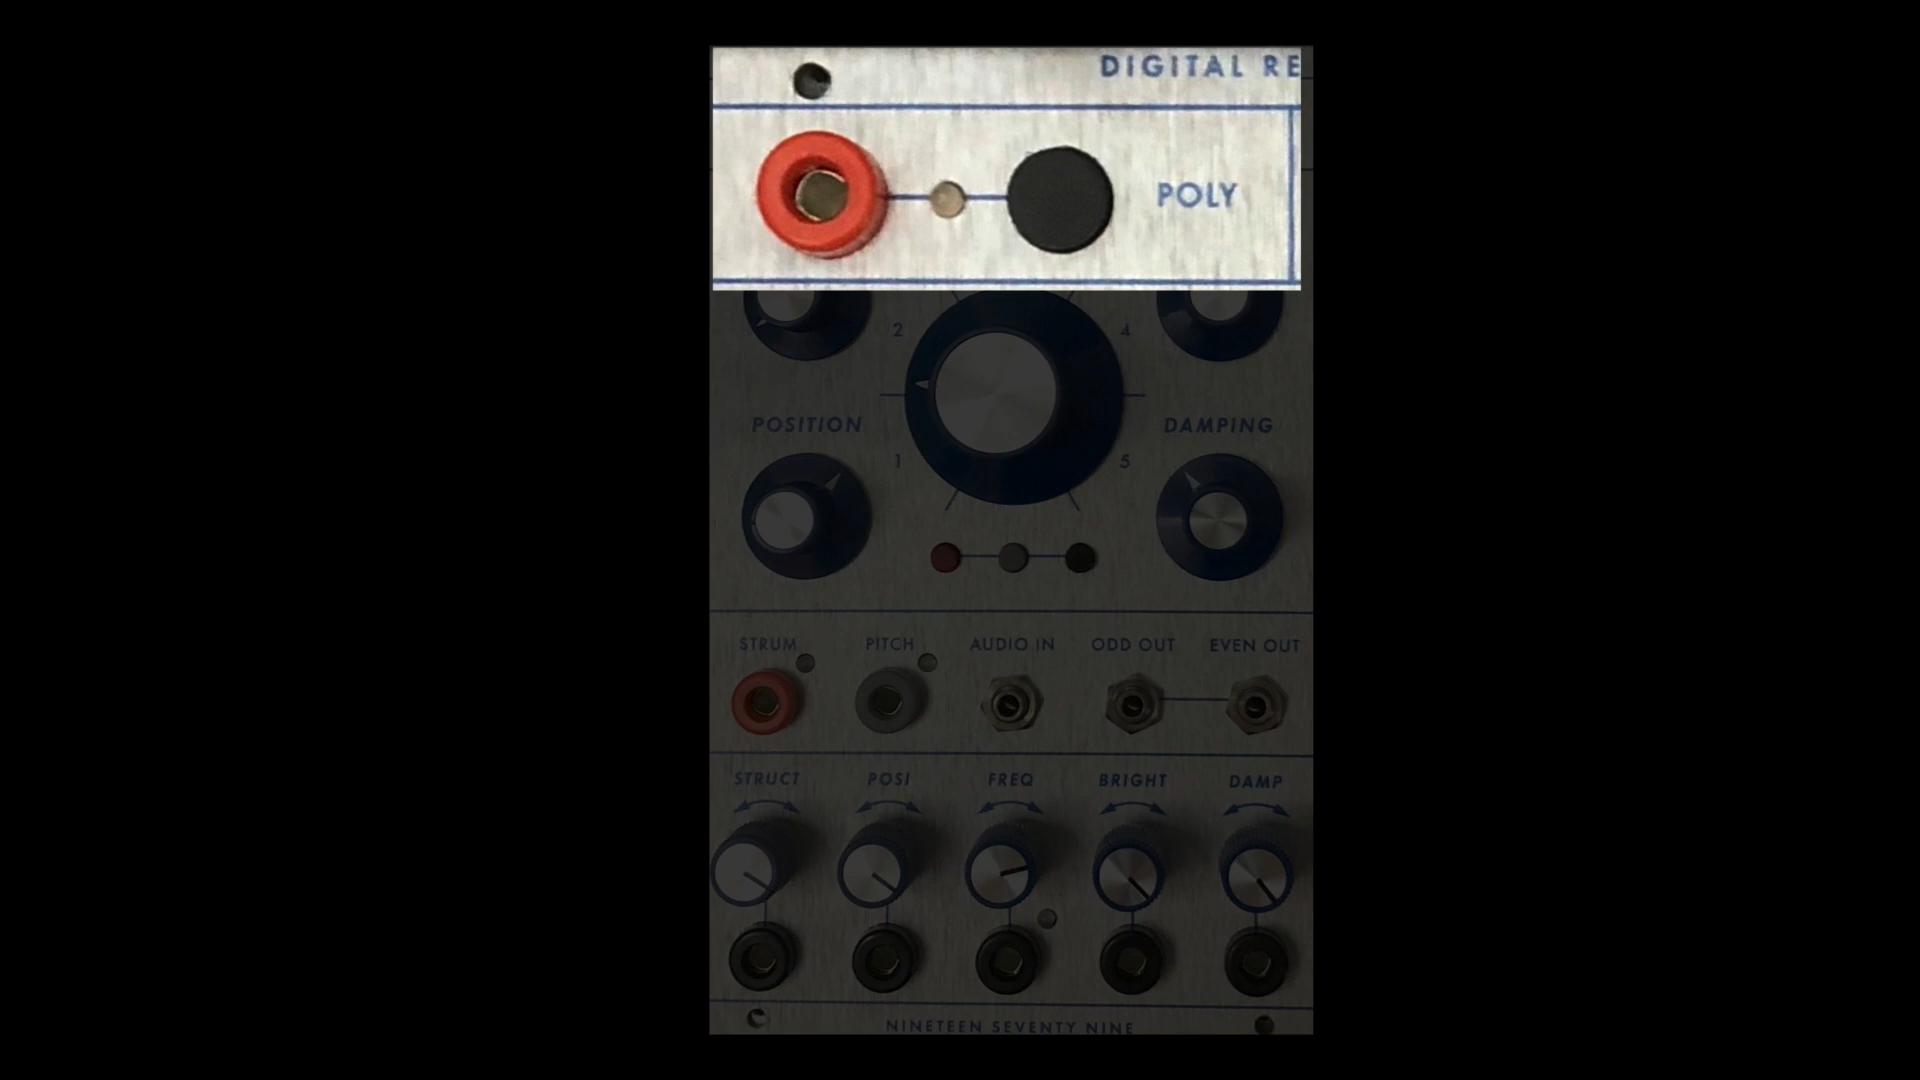 DIGITAL RE
POLY
2 4
POSITION DAMPING
1 5
STRUM PITCH AUDIO IN ODD OUT EVEN OUT
STRUCT POSI FREQ BRIGHT DAMP
NINETEEN SEVENTY NINE